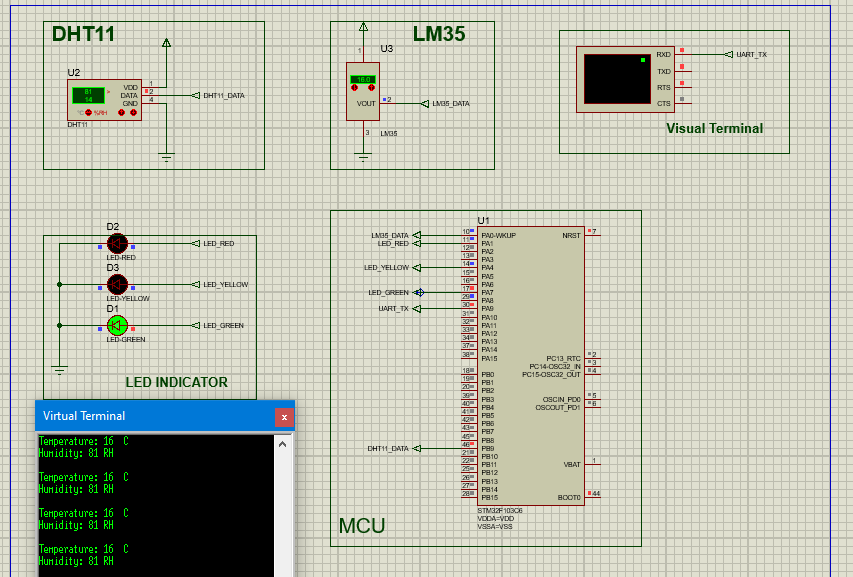 DHT11
U2
81
14
°C %RH
VDD
DATA
GND
1
2
4
DHT11_DATA
DHT11
LM35
U3
1
16.0
VOUT
2
LM35_DATA
3
LM35
RXD
TXD
RTS
CTS
UART_TX
Visual Terminal
D2
LED_RED
LED-RED
D3
LED_YELLOW
LED-YELLOW
D1
LED_GREEN
LED-GREEN
LED INDICATOR
U1
LM35_DATA 10 PA0-WKUP NRST 7
LED_RED 11 PA1
12 PA2
13 PA3
LED_YELLOW 14 PA4
15 PA5
16 PA6
LED_GREEN 17 PA7
29 PA8
UART_TX 30 PA9
31 PA10
32 PA11
33 PA12
34 PA13
37 PA14
38 PA15 PC13_RTC 2
PC14-OSC32_IN 3
18 PB0 PC15-OSC32_OUT 4
19 PB1
20 PB2
39 PB3 OSCIN_PD0 5
40 PB4 OSCOUT_PD1 6
41 PB5
42 PB6
43 PB7
45 PB8
DHT11_DATA 46 PB9
21 PB10
22 PB11 VBAT 1
25 PB12
26 PB13
27 PB14
28 PB15 BOOT0 44
STM32F103C6
VDDA=VDD
VSSA=VSS
MCU
Virtual Terminal
x
Temperature: 16 C
Humidity: 81 RH
Temperature: 16 C
Humidity: 81 RH
Temperature: 16 C
Humidity: 81 RH
Temperature: 16 C
Humidity: 81 RH